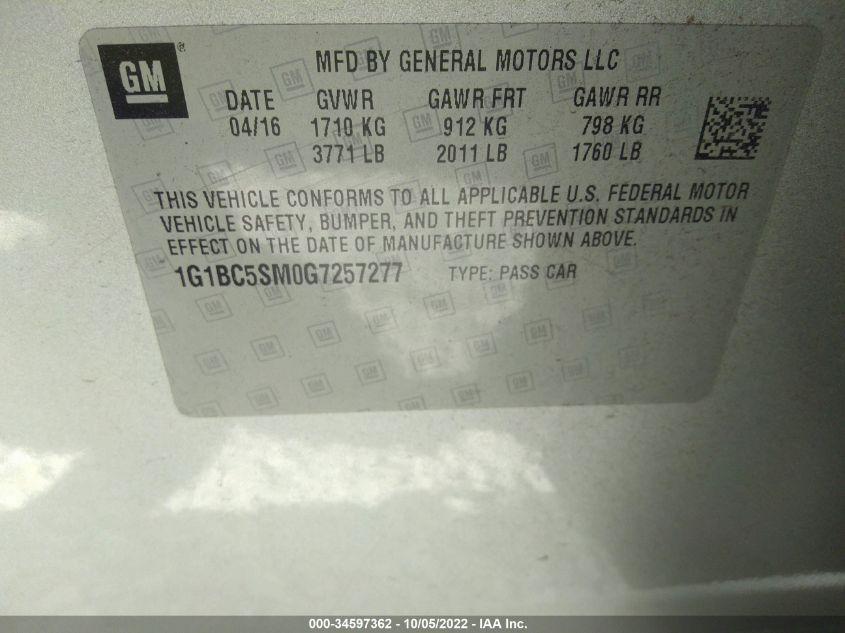 GM ®
MFD BY GENERAL MOTORS LLC
DATE GVWR GAWR FRT GAWR RR
04/16 1710 KG 912 KG 798 KG
3771 LB 2011 LB 1760 LB
THIS VEHICLE CONFORMS TO ALL APPLICABLE U.S. FEDERAL MOTOR
VEHICLE SAFETY, BUMPER, AND THEFT PREVENTION STANDARDS IN
EFFECT ON THE DATE OF MANUFACTURE SHOWN ABOVE.
1G1BC5SM0G7257277 TYPE: PASS CAR
000-34597362 - 10/05/2022 - IAA Inc.